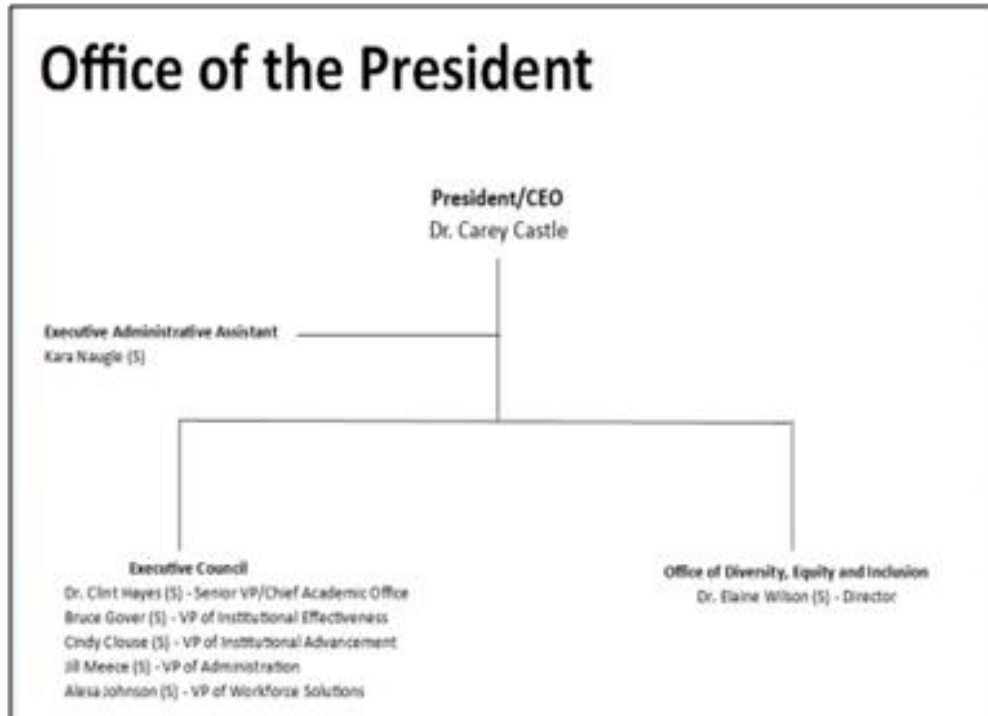 Office of the President
President/CEO
Dr. Carey Castle
Executive Administrative Assistant
Kara Naugle (S)
Executive Council
Dr. Clint Hayes (S) - Senior VP/Chief Academic Office
Bruce Gover (S) - VP of Institutional Effectiveness
Cindy Clouse (S) - VP of Institutional Advancement
Jill Meece (S) - VP of Administration
Alesa Johnson (S) - VP of Workforce Solutions
Office of Diversity, Equity and Inclusion
Dr. Elaine Wilson (S) - Director